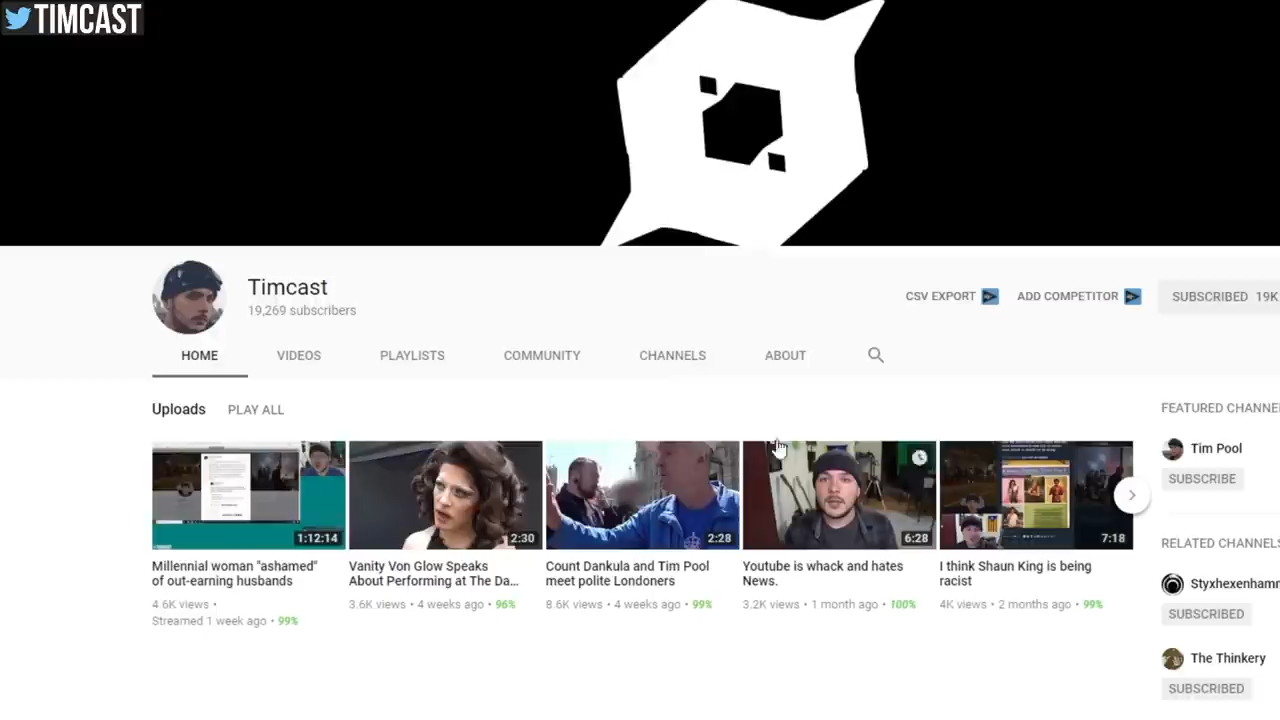 TIMCAST
Timcast
19,269 subscribers
CSV EXPORT
ADD COMPETITOR
SUBSCRIBED 19K
HOME
VIDEOS
PLAYLISTS
COMMUNITY
CHANNELS
ABOUT
Uploads
PLAY ALL
1:12:14
2:30
2:28
6:28
7:18
Millennial woman "ashamed"
of out-earning husbands
4.6K views •
Streamed 1 week ago • 99%
Vanity Von Glow Speaks
About Performing at The Da...
3.6K views • 4 weeks ago • 96%
Count Dankula and Tim Pool
meet polite Londoners
8.6K views • 4 weeks ago • 99%
Youtube is whack and hates
News.
3.2K views • 1 month ago • 100%
I think Shaun King is being
racist
4K views • 2 months ago • 99%
FEATURED CHANNE
Tim Pool
SUBSCRIBE
RELATED CHANNELS
Styxhexenham
SUBSCRIBED
The Thinkery
SUBSCRIBED